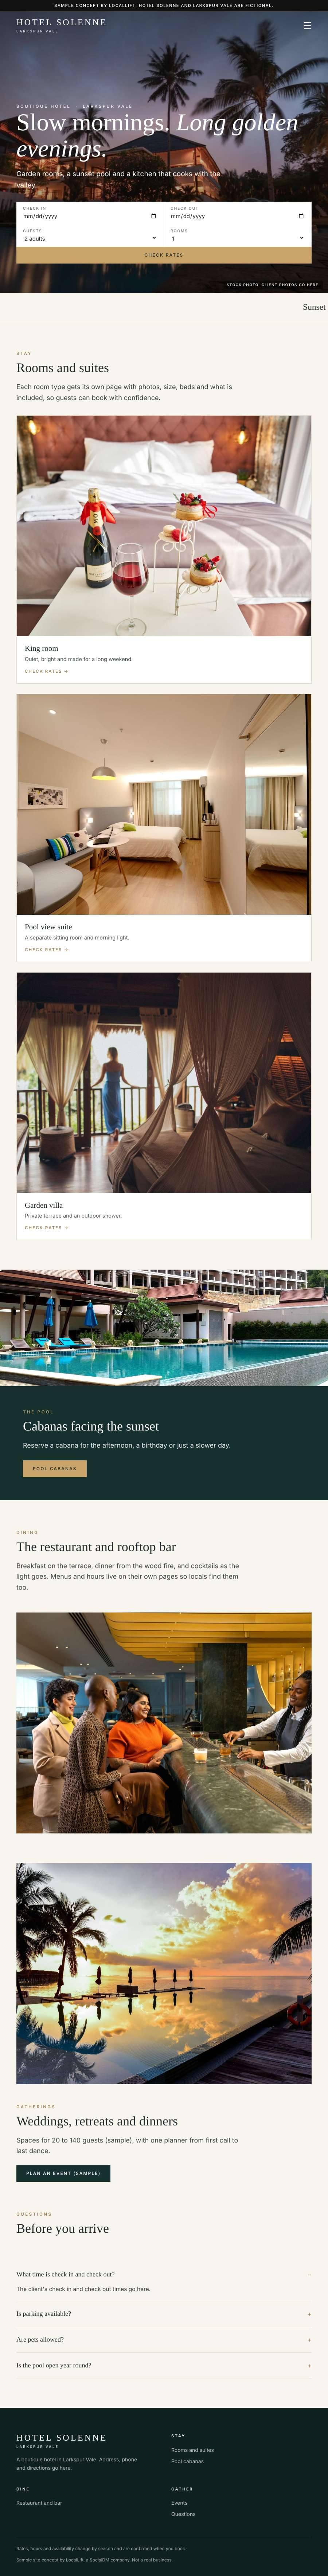 SAMPLE CONCEPT BY LOCALLIFT. HOTEL SOLENNE AND LARKSPUR VALE ARE FICTIONAL.
HOTEL SOLENNE
LARKSPUR VALE
BOUTIQUE HOTEL · LARKSPUR VALE
Slow mornings. Long golden
evenings.
Garden rooms, a sunset pool and a kitchen that cooks with the
valley.
CHECK IN
CHECK OUT
mm/dd/yyyy
mm/dd/yyyy
GUESTS
ROOMS
2 adults
1
CHECK RATES
STOCK PHOTO. CLIENT PHOTOS GO HERE.
Sunset
STAY
Rooms and suites
Each room type gets its own page with photos, size, beds and what is
included, so guests can book with confidence.
King room
Quiet, bright and made for a long weekend.
CHECK RATES →
Pool view suite
A separate sitting room and morning light.
CHECK RATES →
Garden villa
Private terrace and an outdoor shower.
CHECK RATES →
THE POOL
Cabanas facing the sunset
Reserve a cabana for the afternoon, a birthday or just a slower day.
POOL CABANAS
DINING
The restaurant and rooftop bar
Breakfast on the terrace, dinner from the wood fire, and cocktails as the
light goes. Menus and hours live on their own pages so locals find them
too.
GATHERINGS
Weddings, retreats and dinners
Spaces for 20 to 140 guests (sample), with one planner from first call to
last dance.
PLAN AN EVENT (SAMPLE)
QUESTIONS
Before you arrive
What time is check in and check out? −
The client's check in and check out times go here.
Is parking available? +
Are pets allowed? +
Is the pool open year round? +
HOTEL SOLENNE
LARKSPUR VALE
A boutique hotel in Larkspur Vale. Address, phone
and directions go here.
STAY
Rooms and suites
Pool cabanas
DINE
Restaurant and bar
GATHER
Events
Questions
Rates, hours and availability change by season and are confirmed when you book.
Sample site concept by LocalLift, a SocialDM company. Not a real business.